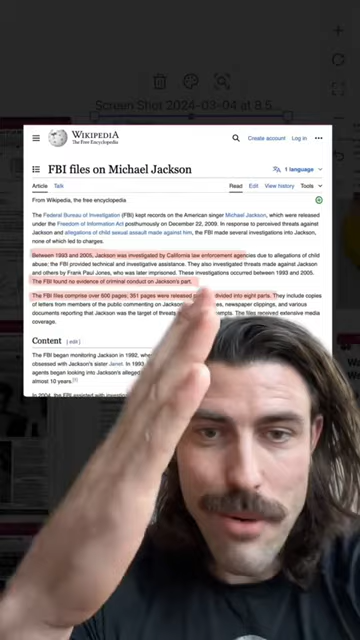 Screen Shot 2024-03-04 at 8.5...
WIKIPEDIA
The Free Encyclopedia
Create account Log in
FBI files on Michael Jackson
1 language
Article Talk Read Edit View history Tools
From Wikipedia, the free encyclopedia
The Federal Bureau of Investigation (FBI) kept records on the American singer Michael Jackson, which were released
under the Freedom of Information Act posthumously on December 22, 2009. In response to perceived threats against
Jackson and allegations of child sexual assault made against him, the FBI made several investigations into Jackson,
none of which led to charges.
Between 1993 and 2005, Jackson was investigated by California law enforcement agencies due to allegations of child
abuse; the FBI provided technical and investigative assistance. They also investigated threats made against Jackson
and others by Frank Paul Jones, who was later imprisoned. These investigations occurred between 1993 and 2005.
The FBI found no evidence of criminal conduct on Jackson's part.
The FBI files comprise over 600 pages; 351 pages were released divided into eight parts. They include copies
of letters from members of the public commenting on newspaper clippings, and various
documents reporting that Jackson was the target of threats attempts. The files received extensive media
coverage.
Content [ edit ]
The FBI began monitoring Jackson in 1992, wh
obsessed with Jackson's sister Janet. In 1993
agents began looking into Jackson's alleged
almost 10 years.
In 2004, the FBI assisted with